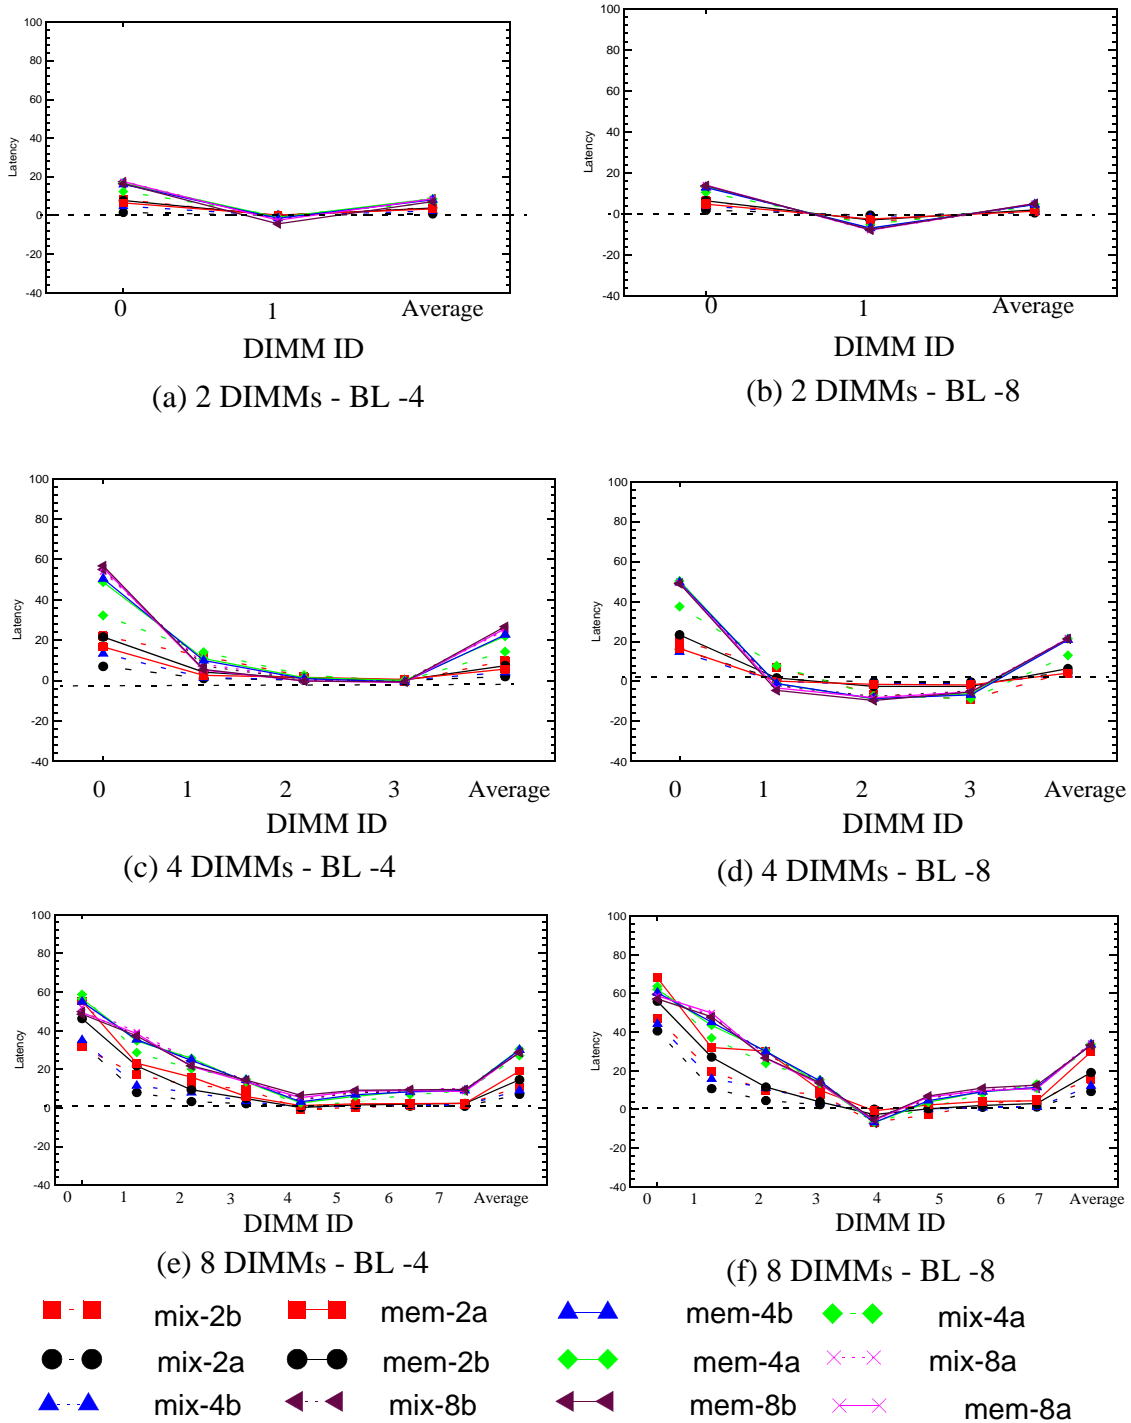 100
80
60
40
20
0
-20
-40
Latency
0 1 Average
DIMM ID
(a) 2 DIMMs - BL -4
100
80
60
40
20
0
-20
-40
Latency
0 1 Average
DIMM ID
(b) 2 DIMMs - BL -8
100
80
60
40
20
0
-20
-40
Latency
0 1 2 3 Average
DIMM ID
(c) 4 DIMMs - BL -4
100
80
60
40
20
0
-20
-40
Latency
0 1 2 3 Average
DIMM ID
(d) 4 DIMMs - BL -8
100
80
60
40
20
0
-20
-40
Latency
0 1 2 3 4 5 6 7 Average
DIMM ID
(e) 8 DIMMs - BL -4
100
80
60
40
20
0
-20
-40
Latency
0 1 2 3 4 5 6 7 Average
DIMM ID
(f) 8 DIMMs - BL -8
mix-2b mem-2a mem-4b mix-4a
mix-2a mem-2b mem-4a mix-8a
mix-4b mix-8b mem-8b mem-8a